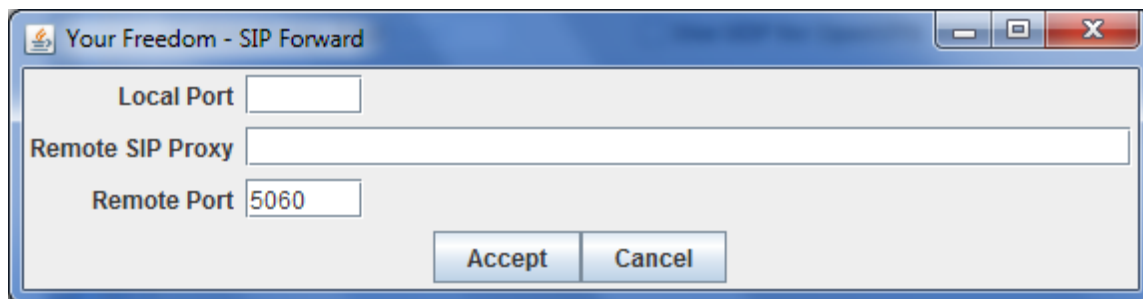 Your Freedom - SIP Forward
Local Port
Remote SIP Proxy
Remote Port 5060
Accept Cancel